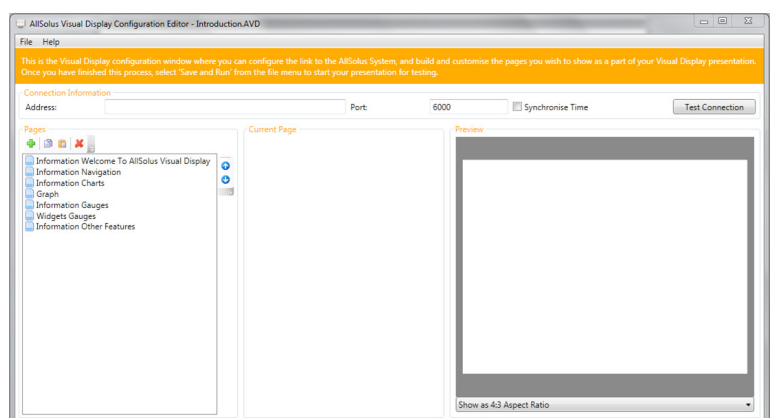 AllSolus Visual Display Configuration Editor - Introduction.AVD
File Help
This is the Visual Display configuration window where you can configure the link to the AllSolus System, and build and customise the pages you wish to show as a part of your Visual Display presentation.
Once you have finished this process, select 'Save and Run' from the file menu to start your presentation for testing.
Connection Information
Address: Port: 6000 Synchronise Time Test Connection
Pages Current Page Preview
Information Welcome To AllSolus Visual Display
Information Navigation
Information Charts
Graph
Information Gauges
Widgets Gauges
Information Other Features
Show as 4:3 Aspect Ratio